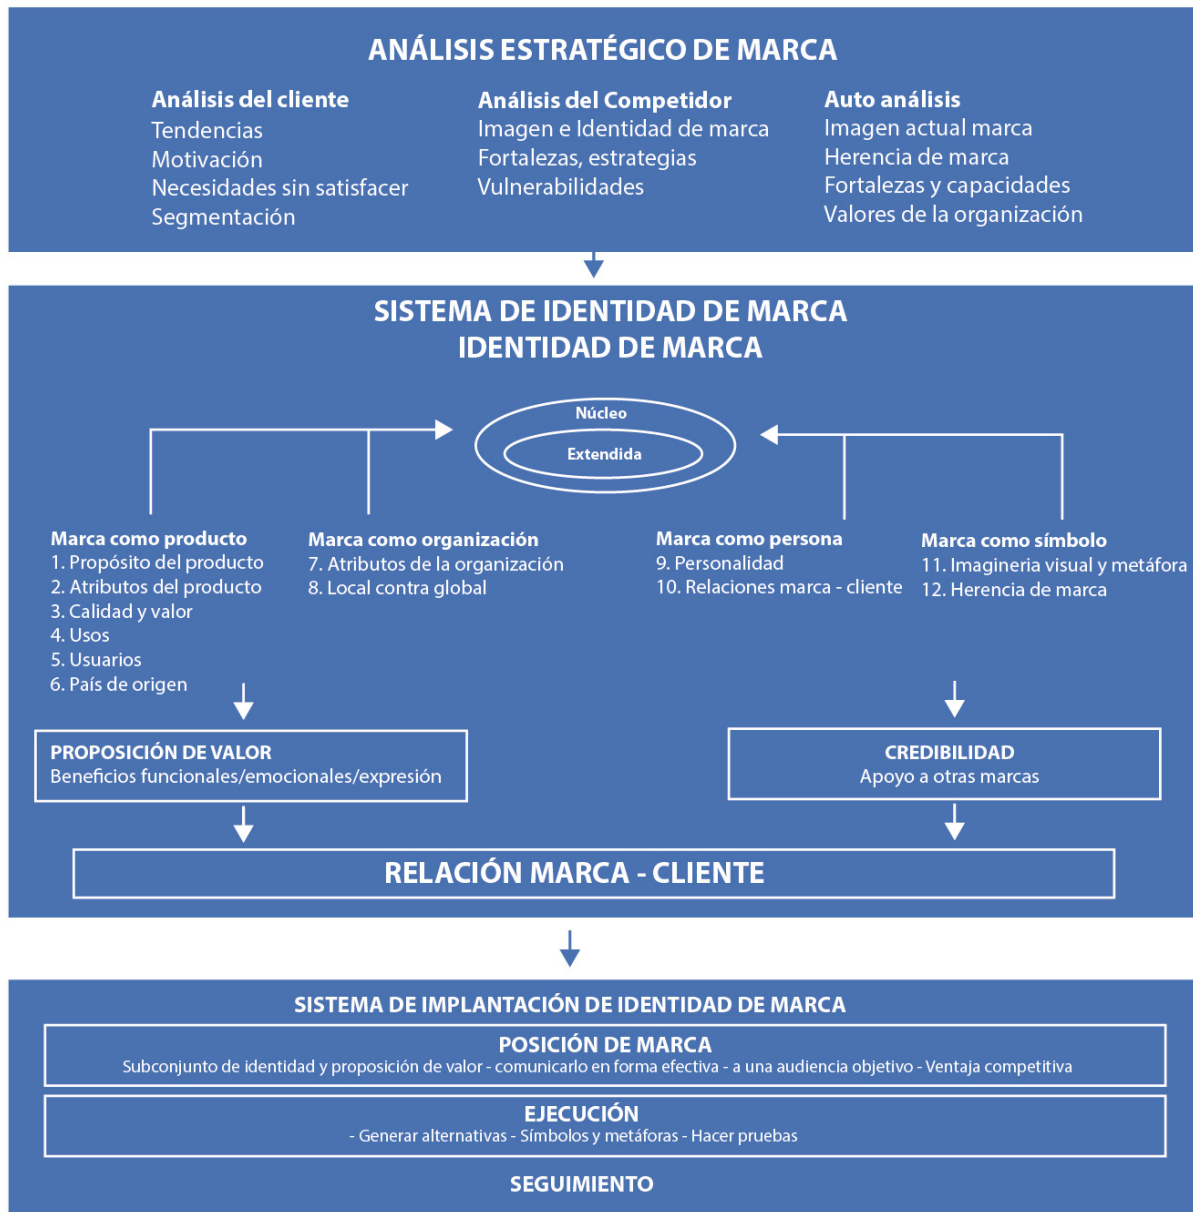 ANÁLISIS ESTRATÉGICO DE MARCA
Análisis del cliente
Tendencias
Motivación
Necesidades sin satisfacer
Segmentación
Análisis del Competidor
Imagen e Identidad de marca
Fortalezas, estrategias
Vulnerabilidades
Auto análisis
Imagen actual marca
Herencia de marca
Fortalezas y capacidades
Valores de la organización
SISTEMA DE IDENTIDAD DE MARCA
IDENTIDAD DE MARCA
Núcleo
Extendida
Marca como producto
1. Propósito del producto
2. Atributos del producto
3. Calidad y valor
4. Usos
5. Usuarios
6. País de origen
Marca como organización
7. Atributos de la organización
8. Local contra global
Marca como persona
9. Personalidad
10. Relaciones marca - cliente
Marca como símbolo
11. Imagineria visual y metáfora
12. Herencia de marca
PROPOSICIÓN DE VALOR
Beneficios funcionales/emocionales/expresión
CREDIBILIDAD
Apoyo a otras marcas
RELACIÓN MARCA - CLIENTE
SISTEMA DE IMPLANTACIÓN DE IDENTIDAD DE MARCA
POSICIÓN DE MARCA
Subconjunto de identidad y proposición de valor - comunicarlo en forma efectiva - a una audiencia objetivo - Ventaja competitiva
EJECUCIÓN
- Generar alternativas - Símbolos y metáforas - Hacer pruebas
SEGUIMIENTO